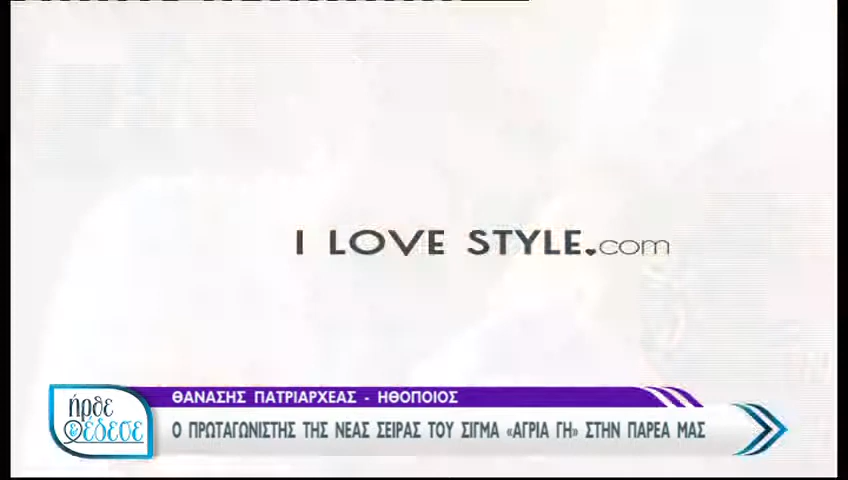 I LOVE STYLE.com
ΘΑΝΑΣΗΣ ΠΑΤΡΙΑΡΧΕΑΣ - ΗΘΟΠΟΙΟΣ
ήρθε
& έδεσε
Ο ΠΡΩΤΑΓΩΝΙΣΤΗΣ ΤΗΣ ΝΕΑΣ ΣΕΙΡΑΣ ΤΟΥ ΣΙΓΜΑ «ΑΓΡΙΑ ΓΗ» ΣΤΗΝ ΠΑΡΕΑ ΜΑΣ